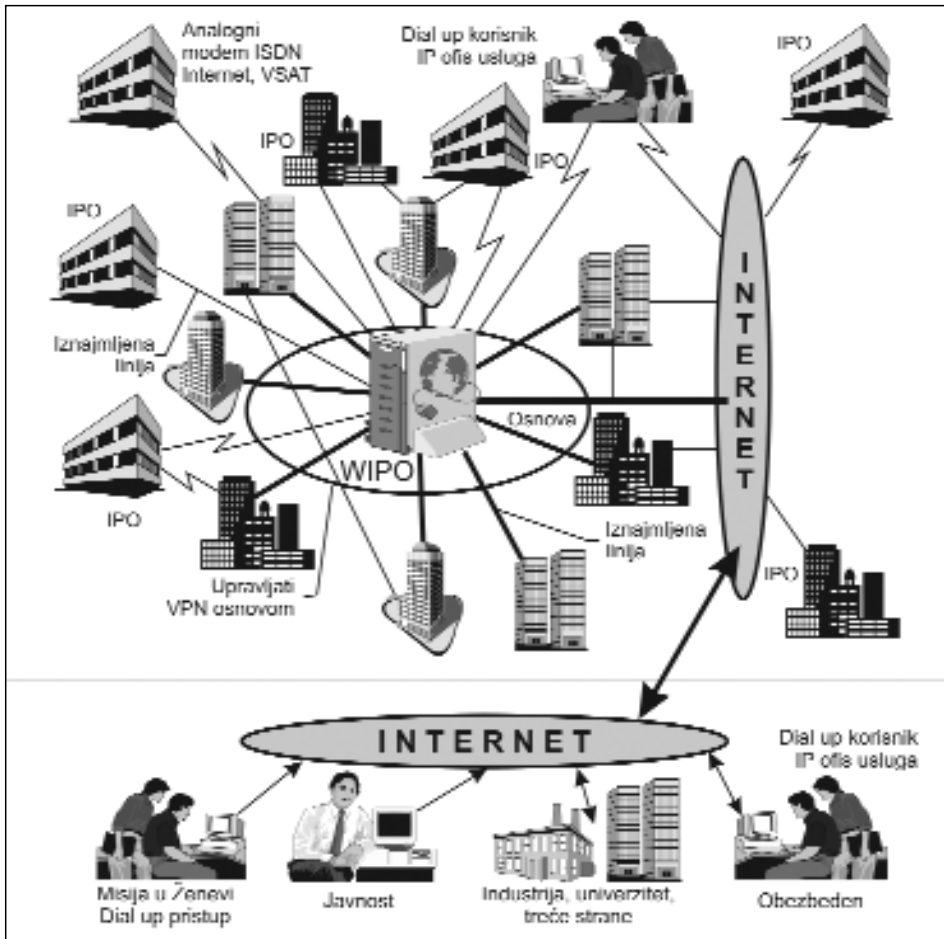 Analogni
modem ISDN
Internet, VSAT
Dial up korisnik
IP ofis usluga
IPO
IPO
IPO
IPO
Iznajmljena
linija
INTERNET
Osnova
WIPO
IPO
Iznajmljena
linija
Upravljati
VPN osnovom
IPO
INTERNET
Dial up korisnik
IP ofis usluga
Misija u Ženevi
Dial up pristup
Javnost
Industrija, univerzitet,
treće strane
Obezbeđen